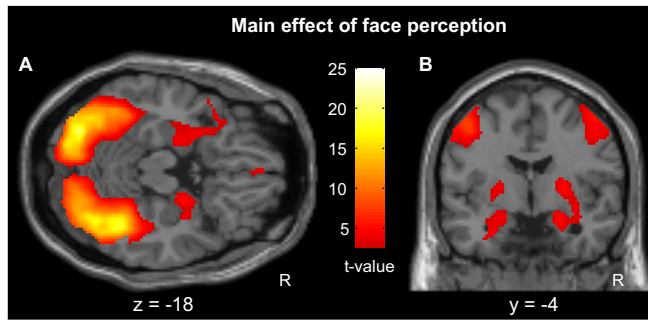 Main effect of face perception
A
B
25
20
15
10
5
t-value
R
R
z = -18
y = -4